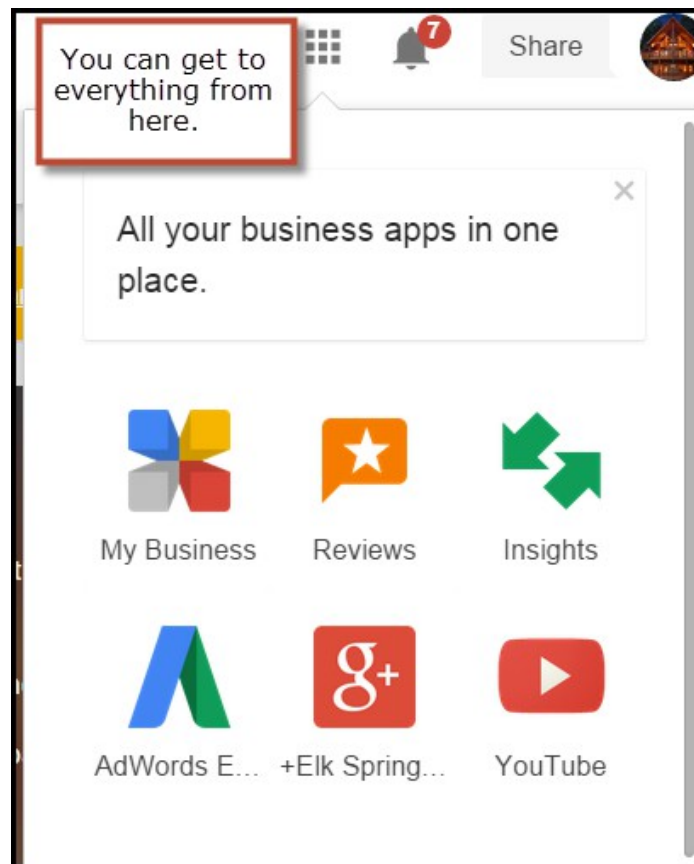 You can get to
everything from
here.
7
Share
All your business apps in one
place.
My Business
Reviews
Insights
g+
AdWords E...
+Elk Spring...
YouTube